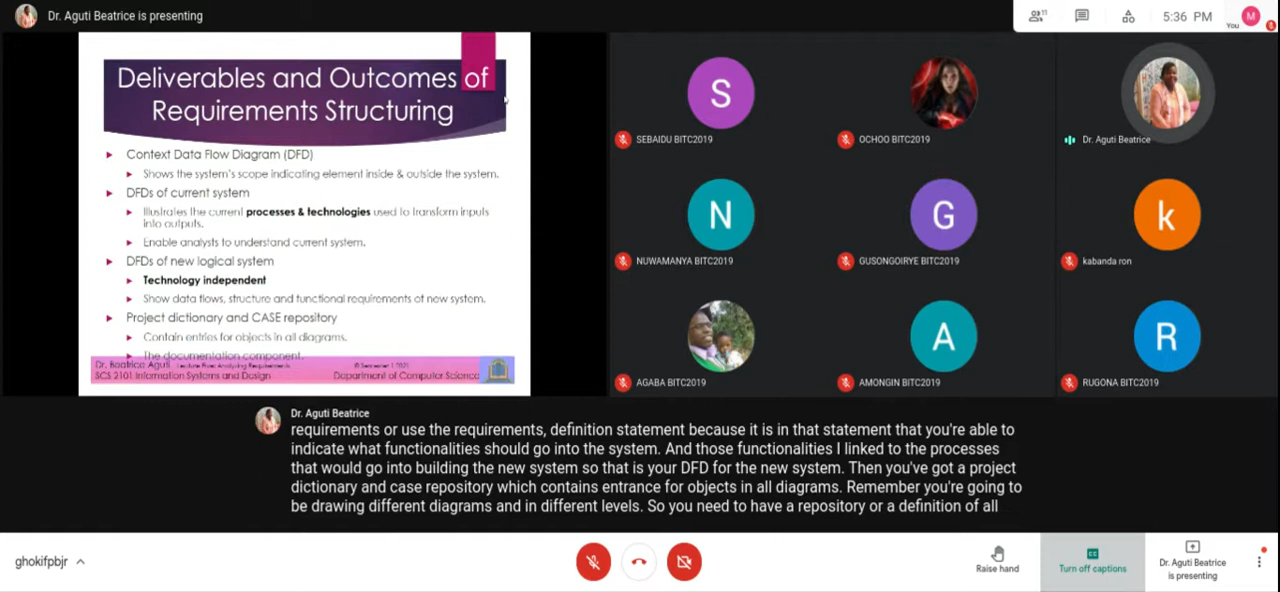 Dr. Aguti Beatrice is presenting
11
5:36 PM
M
You
Deliverables and Outcomes of
Requirements Structuring
Context Data Flow Diagram (DFD)
Shows the system's scope indicating element inside & outside the system.
DFDs of current system
Illustrates the current processes & technologies used to transform inputs
into outputs.
Enable analysts to understand current system.
DFDs of new logical system
Technology independent
Show data flows, structure and functional requirements of new system.
Project dictionary and CASE repository
Contain entries for objects in all diagrams.
The documentation component.
Dr. Beatrice Aguti Lecture Five: Analyzing Requirements © Semester 1 2021
SCS 2101 Information Systems and Design Department of Computer Science
S
SEBAIDU BITC2019
OCHOO BITC2019
Dr. Aguti Beatrice
N
NUWAMANYA BITC2019
G
GUSONGOIRYE BITC2019
k
kabanda ron
AGABA BITC2019
A
AMONGIN BITC2019
R
RUGONA BITC2019
Dr. Aguti Beatrice
requirements or use the requirements, definition statement because it is in that statement that you're able to
indicate what functionalities should go into the system. And those functionalities I linked to the processes
that would go into building the new system so that is your DFD for the new system. Then you've got a project
dictionary and case repository which contains entrance for objects in all diagrams. Remember you're going to
be drawing different diagrams and in different levels. So you need to have a repository or a definition of all
ghokifpbjr
Raise hand
CC
Turn off captions
Dr. Aguti Beatrice
is presenting